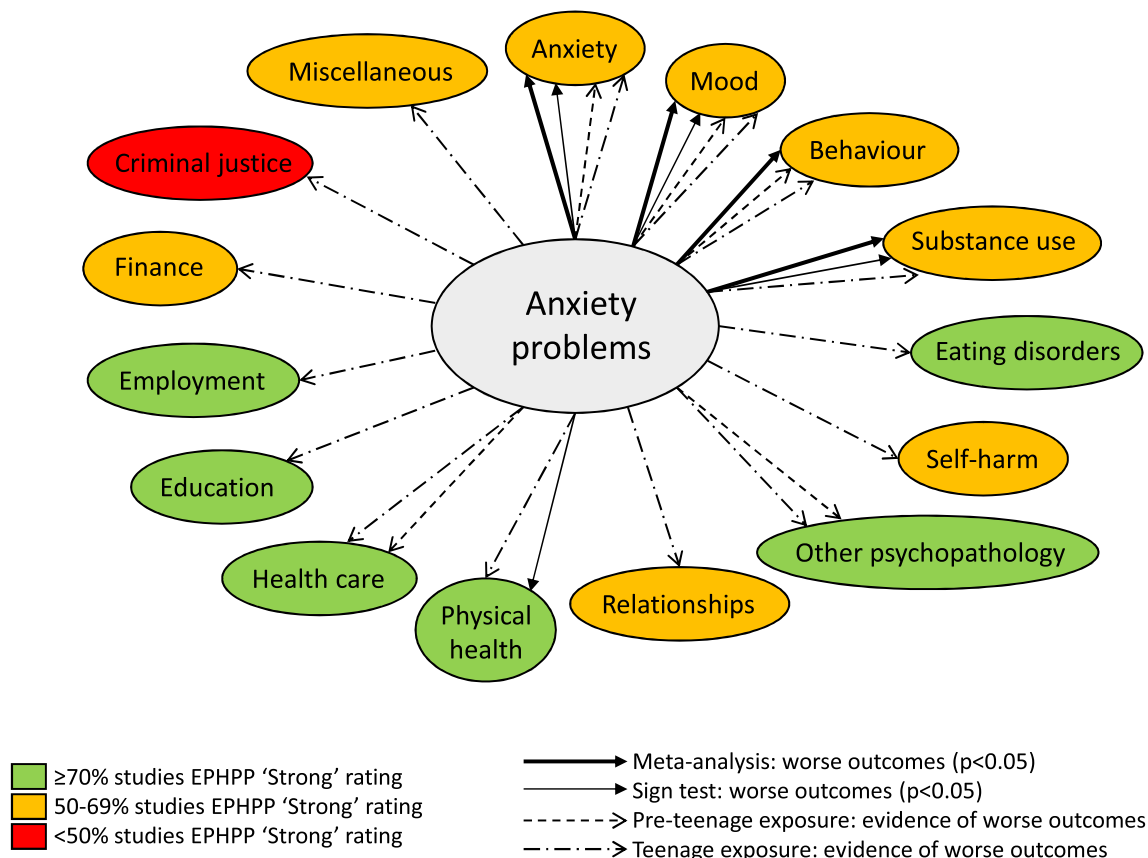 Anxiety
Miscellaneous
Mood
Behaviour
Criminal justice
Substance use
Finance
Anxiety
problems
Eating disorders
Employment
Self-harm
Education
Other psychopathology
Health care
Relationships
Physical
health
≥70% studies EPHPP ‘Strong’ rating
50-69% studies EPHPP ‘Strong’ rating
<50% studies EPHPP ‘Strong’ rating
Meta-analysis: worse outcomes (p<0.05)
Sign test: worse outcomes (p<0.05)
Pre-teenage exposure: evidence of worse outcomes
Teenage exposure: evidence of worse outcomes